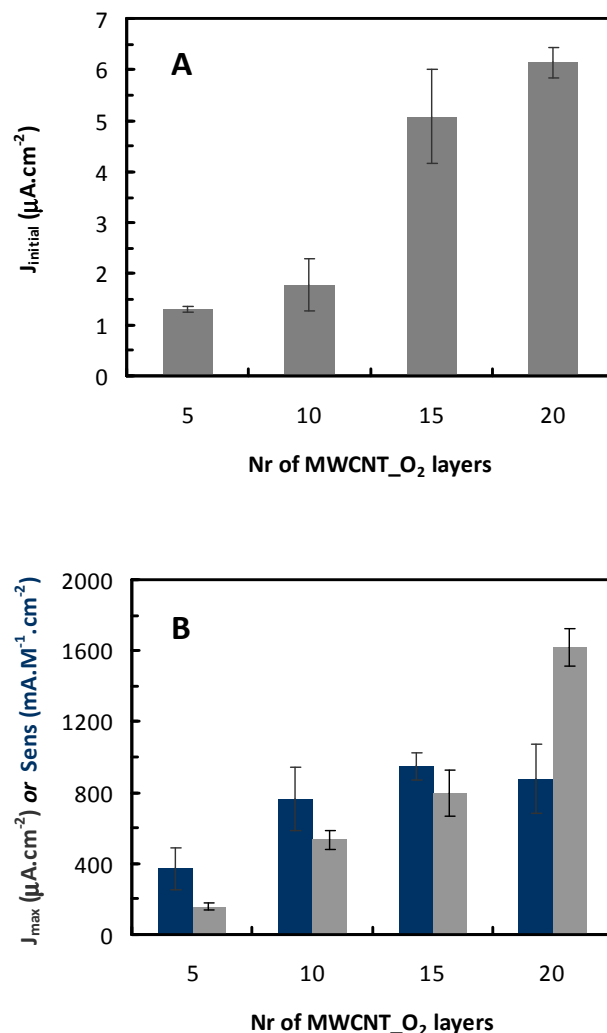 A
J_initial (µA.cm⁻²)
7
6
5
4
3
2
1
0
5 10 15 20
Nr of MWCNT_O₂ layers
B
J_max (µA.cm⁻²) or Sens (mA.M⁻¹.cm⁻²)
2000
1600
1200
800
400
0
5 10 15 20
Nr of MWCNT_O₂ layers